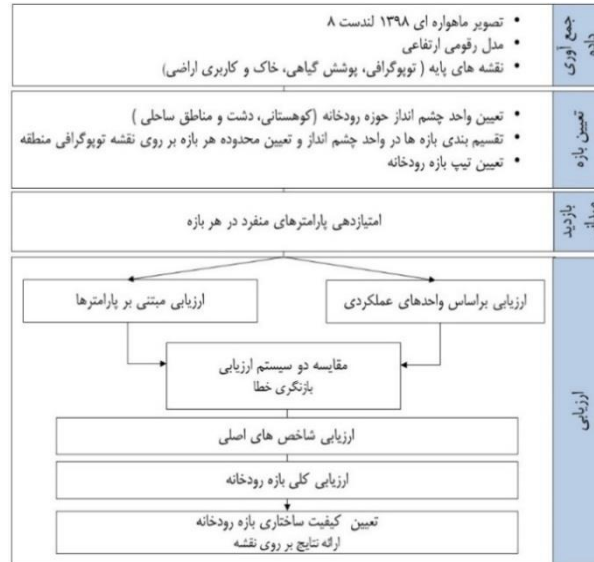 جمع آوری
داده
تصویر ماهواره ای ۱۳۹۸ لندست ۸
مدل رقومی ارتفاعی
نقشه های پایه ( توپوگرافی، پوشش گیاهی، خاک و کاربری اراضی)
تعیین بازه
تعیین واحد چشم انداز حوزه رودخانه (کوهستانی، دشت و مناطق ساحلی )
تقسیم بندی بازه ها در واحد چشم انداز و تعیین محدوده هر بازه بر روی نقشه توپوگرافی منطقه
تعیین تیپ بازه رودخانه
بازدید
امتیازدهی پارامترهای منفرد در هر بازه
ارزیابی
ارزیابی براساس واحدهای عملکردی
ارزیابی مبتنی بر پارامترها
مقایسه دو سیستم ارزیابی
بازنگری خطا
ارزیابی شاخص های اصلی
ارزیابی کلی بازه رودخانه
تعیین کیفیت ساختاری بازه رودخانه
ارائه نتایج بر روی نقشه